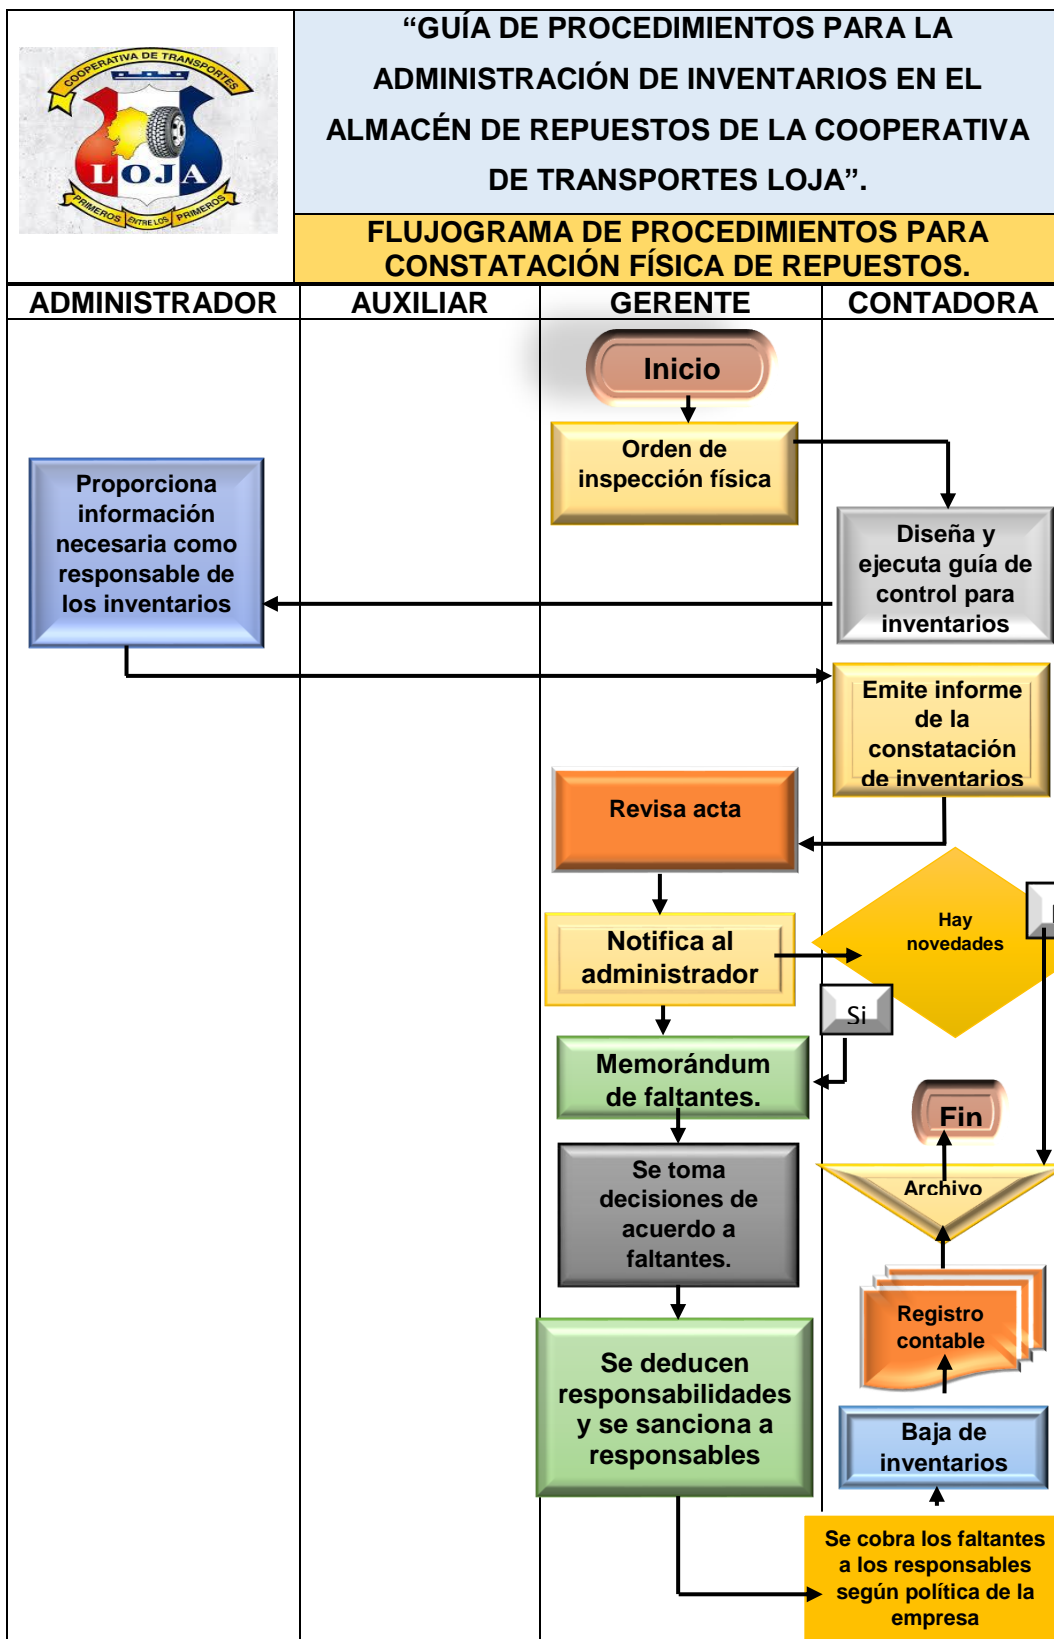 COOPERATIVA DE TRANSPORTES
LOJA
PRIMEROS ENTRE LOS PRIMEROS
“GUÍA DE PROCEDIMIENTOS PARA LA
ADMINISTRACIÓN DE INVENTARIOS EN EL
ALMACÉN DE REPUESTOS DE LA COOPERATIVA
DE TRANSPORTES LOJA”.
FLUJOGRAMA DE PROCEDIMIENTOS PARA
CONSTATACIÓN FÍSICA DE REPUESTOS.
ADMINISTRADOR
AUXILIAR
GERENTE
CONTADORA
Inicio
Orden de
inspección física
Proporciona
información
necesaria como
responsable de
los inventarios
Diseña y
ejecuta guía de
control para
inventarios
Emite informe
de la
constatación
de inventarios
Revisa acta
Hay
novedades
Notifica al
administrador
Si
Memorándum
de faltantes.
Fin
Se toma
decisiones de
acuerdo a
faltantes.
Archivo
Registro
contable
Se deducen
responsabilidades
y se sanciona a
responsables
Baja de
inventarios
Se cobra los faltantes
a los responsables
según política de la
empresa